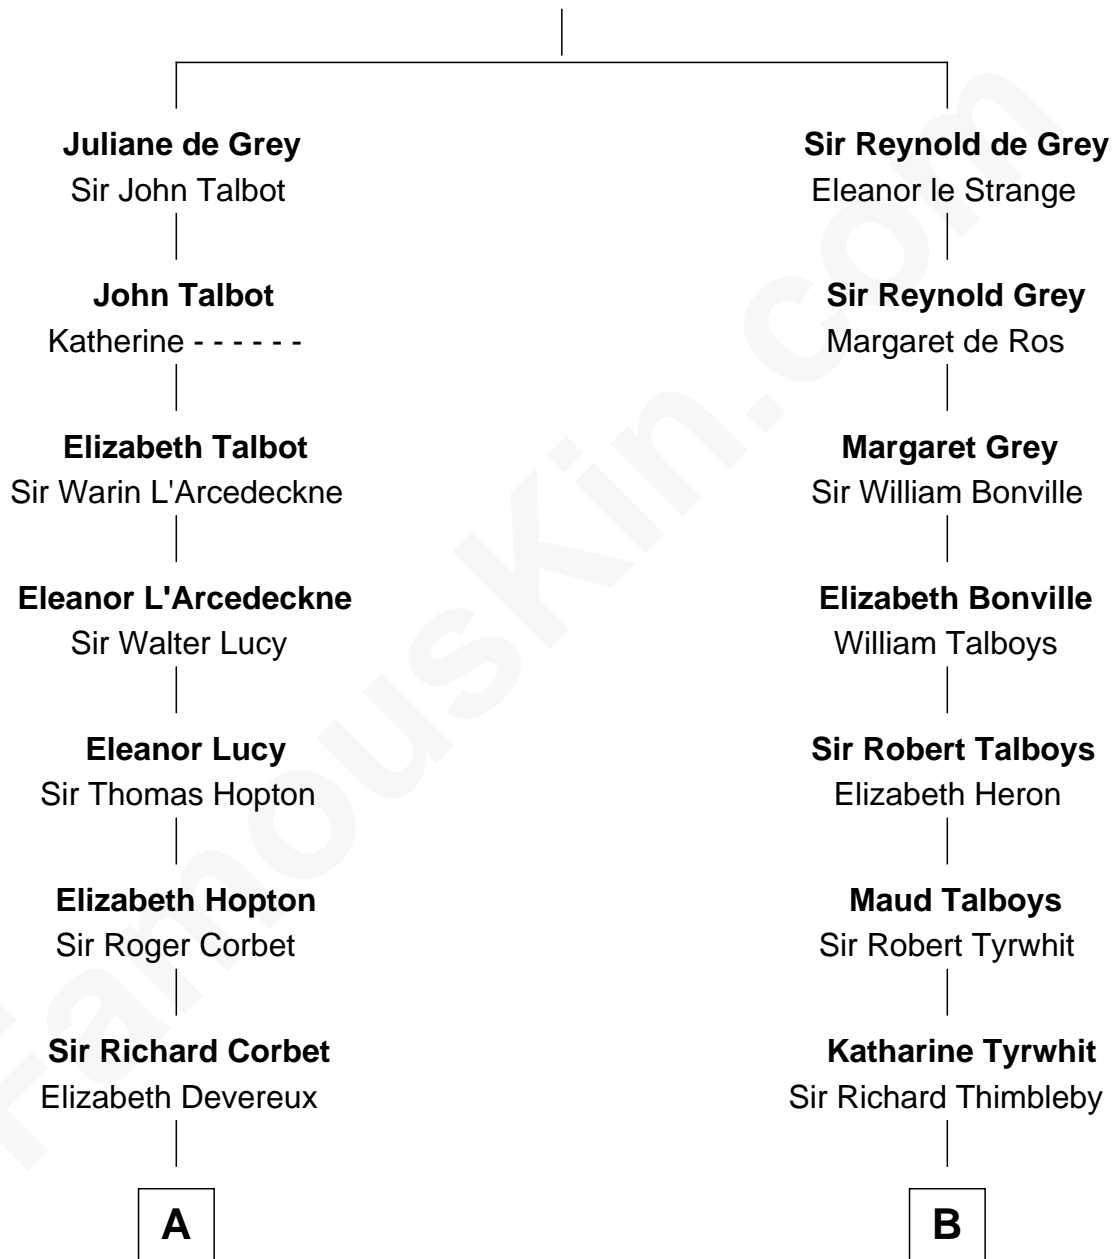 Juliane de Grey
Sir John Talbot
John Talbot
Katherine - - - - - -
Elizabeth Talbot
Sir Warin L'Arcedeckne
Eleanor L'Arcedeckne
Sir Walter Lucy
Eleanor Lucy
Sir Thomas Hopton
Elizabeth Hopton
Sir Roger Corbet
Sir Richard Corbet
Elizabeth Devereux
A
Sir Reynold de Grey
Eleanor le Strange
Sir Reynold Grey
Margaret de Ros
Margaret Grey
Sir William Bonville
Elizabeth Bonville
William Talboys
Sir Robert Talboys
Elizabeth Heron
Maud Talboys
Sir Robert Tyrwhit
Katharine Tyrwhit
Sir Richard Thimbleby
B
FamousKin.com